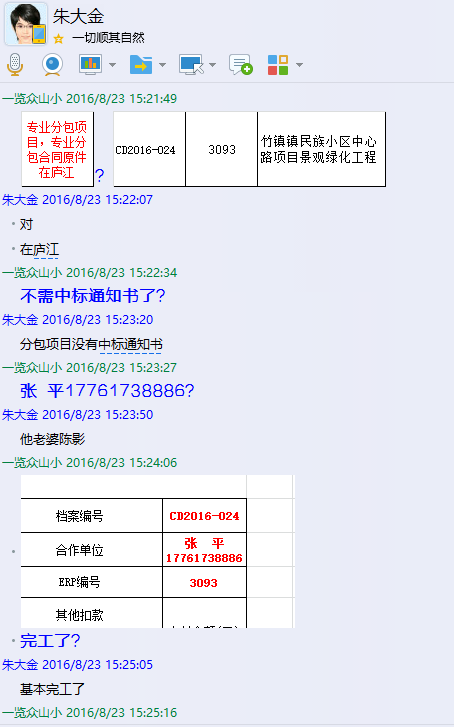 朱大金
一切顺其自然
一览众山小 2016/8/23 15:21:49
专业分包项
目，专业分
包合同原件
在庐江
?
CD2016-024
3093
竹镇镇民族小区中心
路项目景观绿化工程
朱大金 2016/8/23 15:22:07
对
在庐江
一览众山小 2016/8/23 15:22:34
不需中标通知书了?
朱大金 2016/8/23 15:23:20
分包项目没有中标通知书
一览众山小 2016/8/23 15:23:27
张 平17761738886?
朱大金 2016/8/23 15:23:50
他老婆陈影
一览众山小 2016/8/23 15:24:06
档案编号 CD2016-024
合作单位 张 平
17761738886
ERP编号 3093
其他扣款
完工了?
朱大金 2016/8/23 15:25:05
基本完工了
一览众山小 2016/8/23 15:25:16